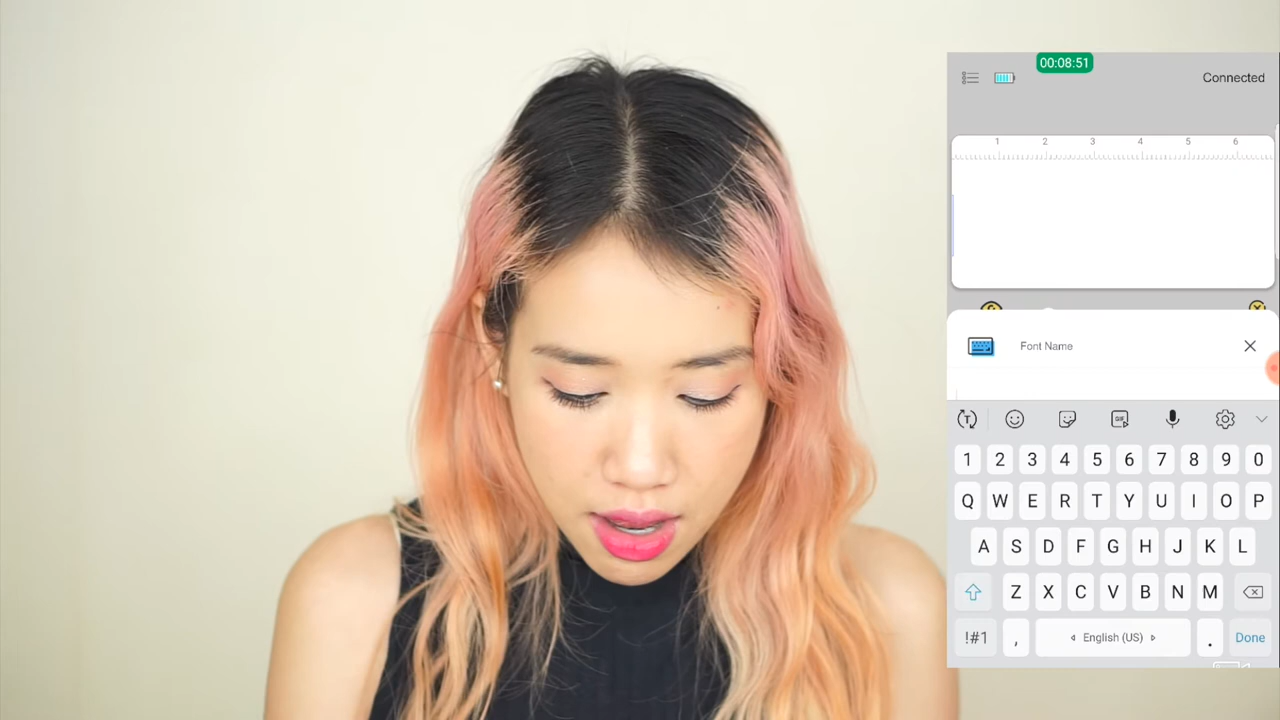 00:08:51
Connected
1 2 3 4 5 6
Font Name
T GIF
1 2 3 4 5 6 7 8 9 0
Q W E R T Y U I O P
A S D F G H J K L
Z X C V B N M
!#1 , English (US) . Done